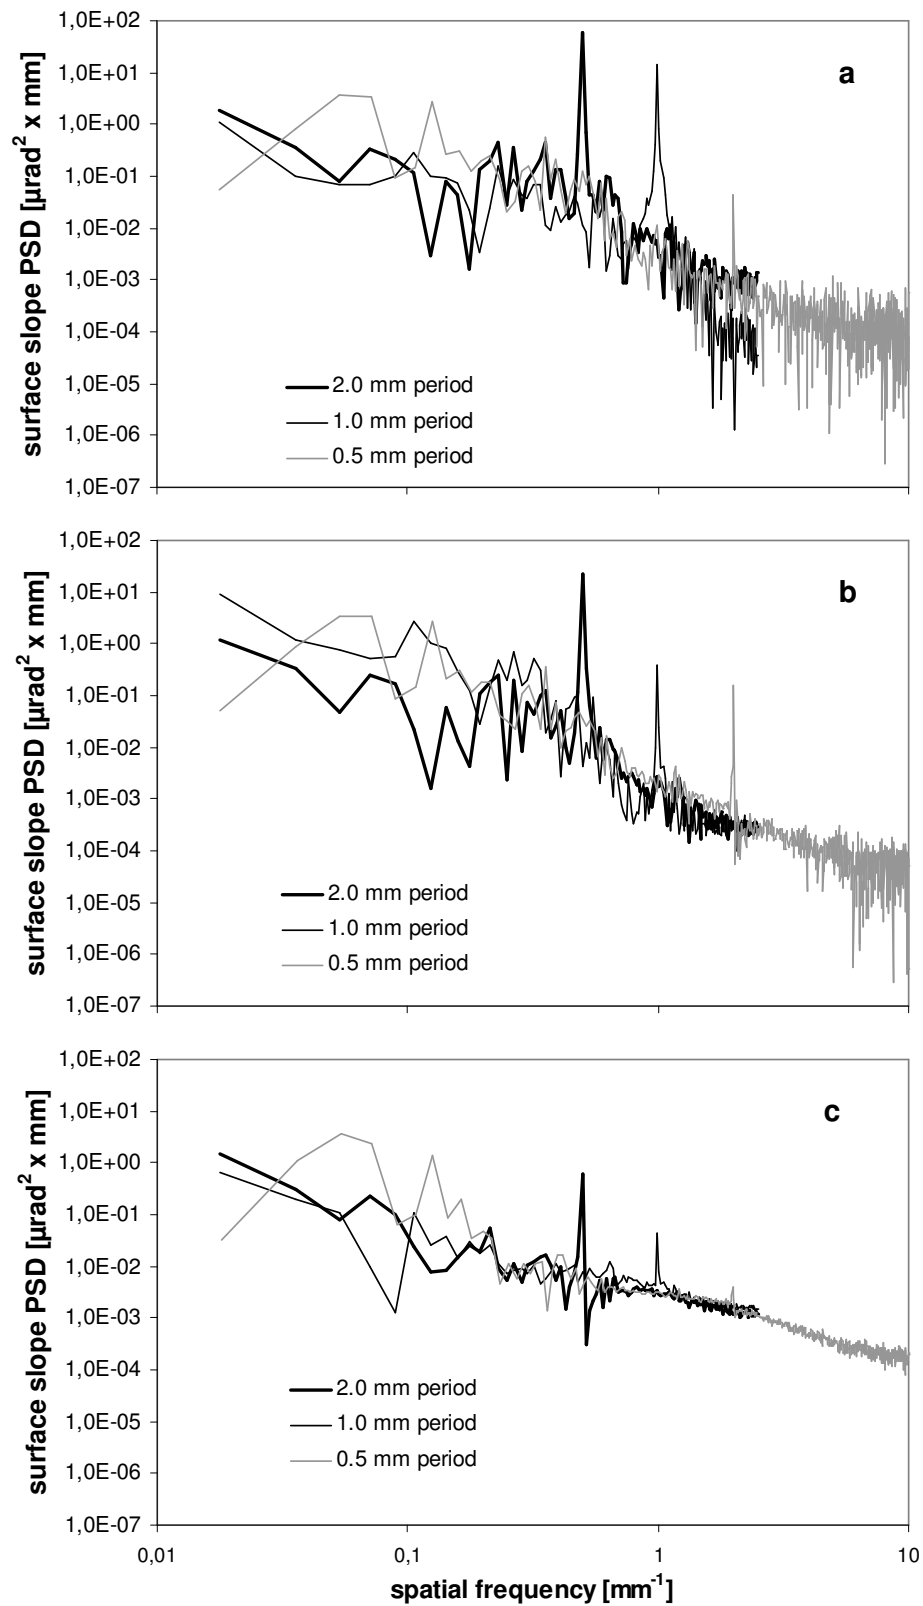 surface slope PSD [µrad² x mm]
1,0E+02
1,0E+01
1,0E+00
1,0E-01
1,0E-02
1,0E-03
1,0E-04
1,0E-05
1,0E-06
1,0E-07
a
2.0 mm period
1.0 mm period
0.5 mm period
surface slope PSD [µrad² x mm]
1,0E+02
1,0E+01
1,0E+00
1,0E-01
1,0E-02
1,0E-03
1,0E-04
1,0E-05
1,0E-06
1,0E-07
b
2.0 mm period
1.0 mm period
0.5 mm period
surface slope PSD [µrad² x mm]
1,0E+02
1,0E+01
1,0E+00
1,0E-01
1,0E-02
1,0E-03
1,0E-04
1,0E-05
1,0E-06
1,0E-07
c
2.0 mm period
1.0 mm period
0.5 mm period
0,01 0,1 1 10
spatial frequency [mm⁻¹]